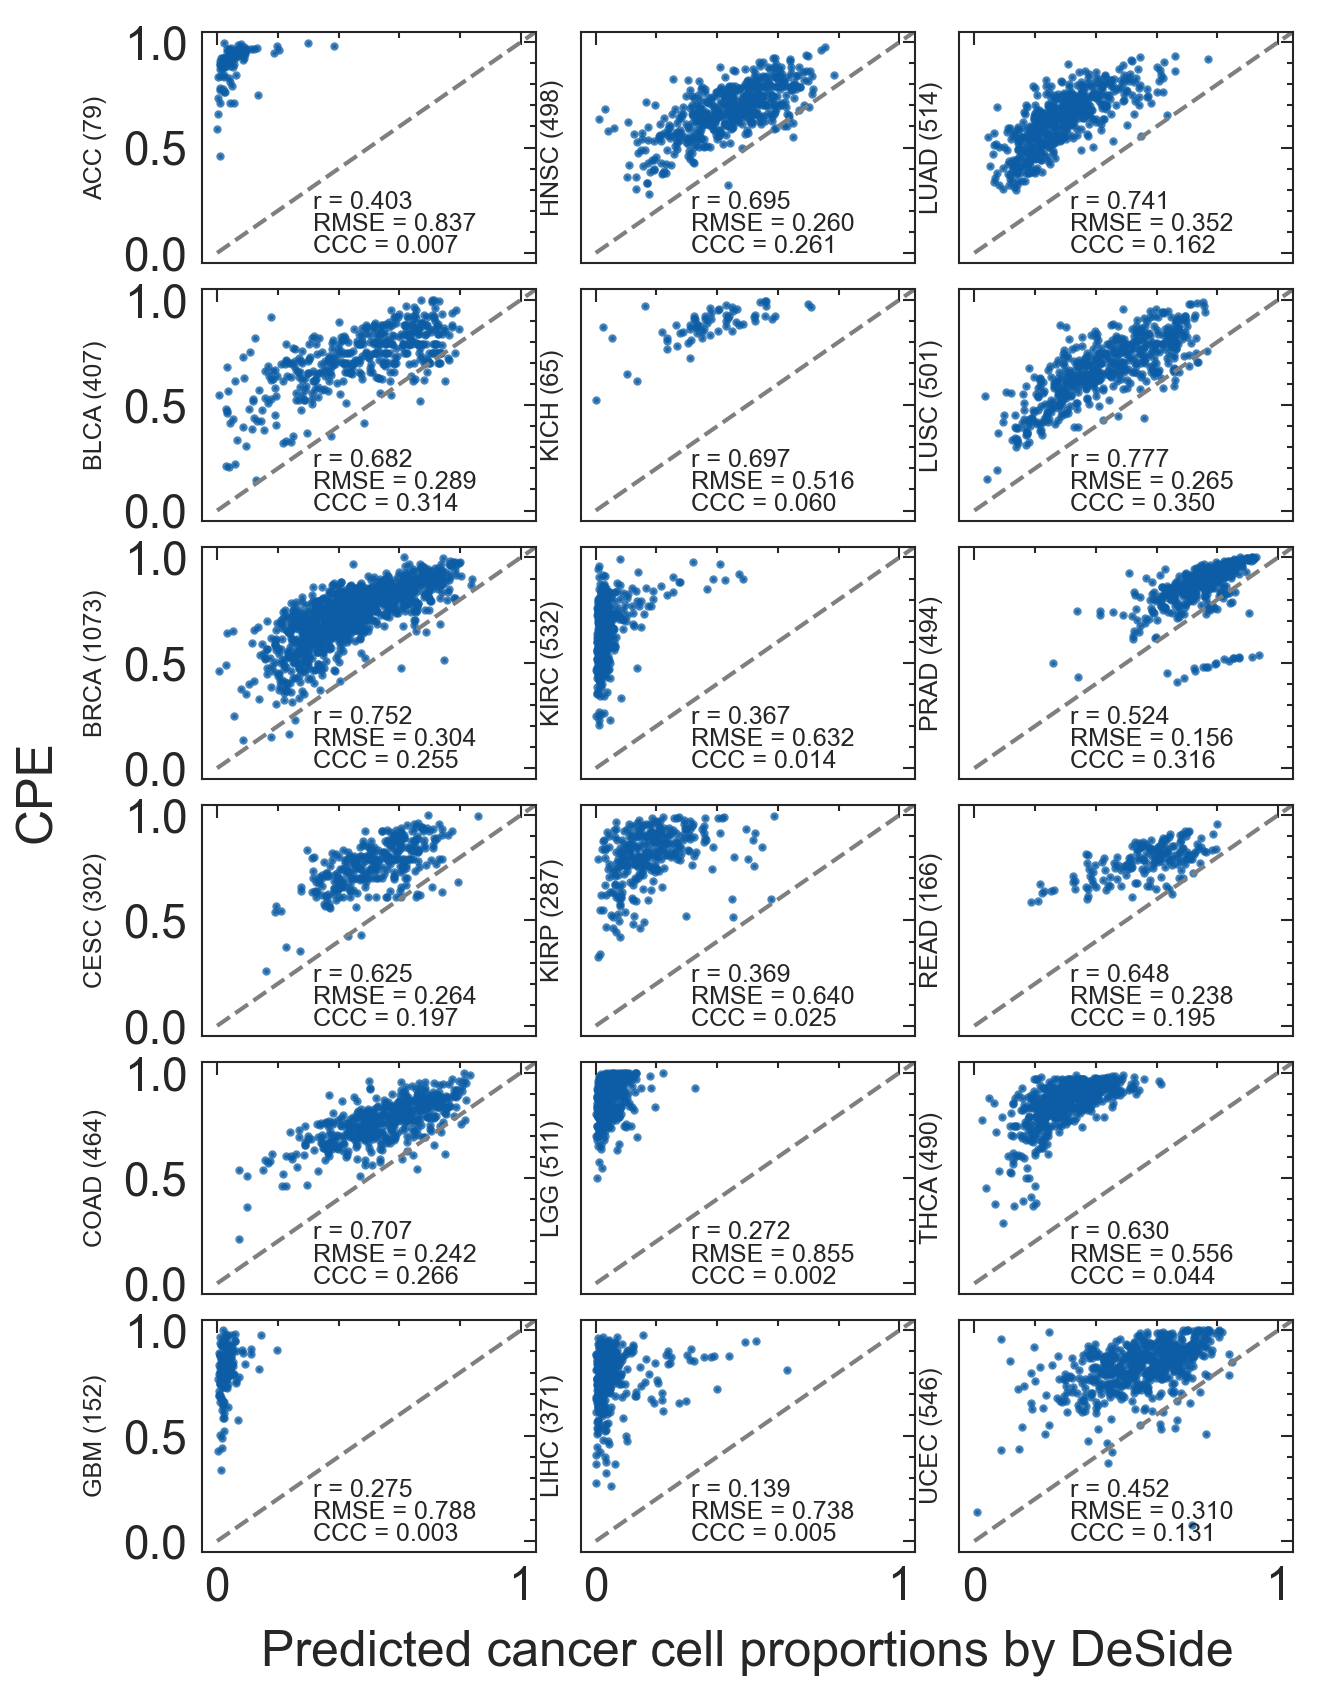 1.0
0.5
0.0
ACC (79)
r = 0.403
RMSE = 0.837
CCC = 0.007
HNSC (498)
r = 0.695
RMSE = 0.260
CCC = 0.261
LUAD (514)
r = 0.741
RMSE = 0.352
CCC = 0.162
1.0
0.5
0.0
BLCA (407)
r = 0.682
RMSE = 0.289
CCC = 0.314
KICH (65)
r = 0.697
RMSE = 0.516
CCC = 0.060
LUSC (501)
r = 0.777
RMSE = 0.265
CCC = 0.350
1.0
0.5
0.0
BRCA (1073)
r = 0.752
RMSE = 0.304
CCC = 0.255
KIRC (532)
r = 0.367
RMSE = 0.632
CCC = 0.014
PRAD (494)
r = 0.524
RMSE = 0.156
CCC = 0.316
CPE
1.0
0.5
0.0
CESC (302)
r = 0.625
RMSE = 0.264
CCC = 0.197
KIRP (287)
r = 0.369
RMSE = 0.640
CCC = 0.025
READ (166)
r = 0.648
RMSE = 0.238
CCC = 0.195
1.0
0.5
0.0
COAD (464)
r = 0.707
RMSE = 0.242
CCC = 0.266
LGG (511)
r = 0.272
RMSE = 0.855
CCC = 0.002
THCA (490)
r = 0.630
RMSE = 0.556
CCC = 0.044
1.0
0.5
0.0
GBM (152)
r = 0.275
RMSE = 0.788
CCC = 0.003
LIHC (371)
r = 0.139
RMSE = 0.738
CCC = 0.005
UCEC (546)
r = 0.452
RMSE = 0.310
CCC = 0.131
0 1
0 1
0 1
Predicted cancer cell proportions by DeSide